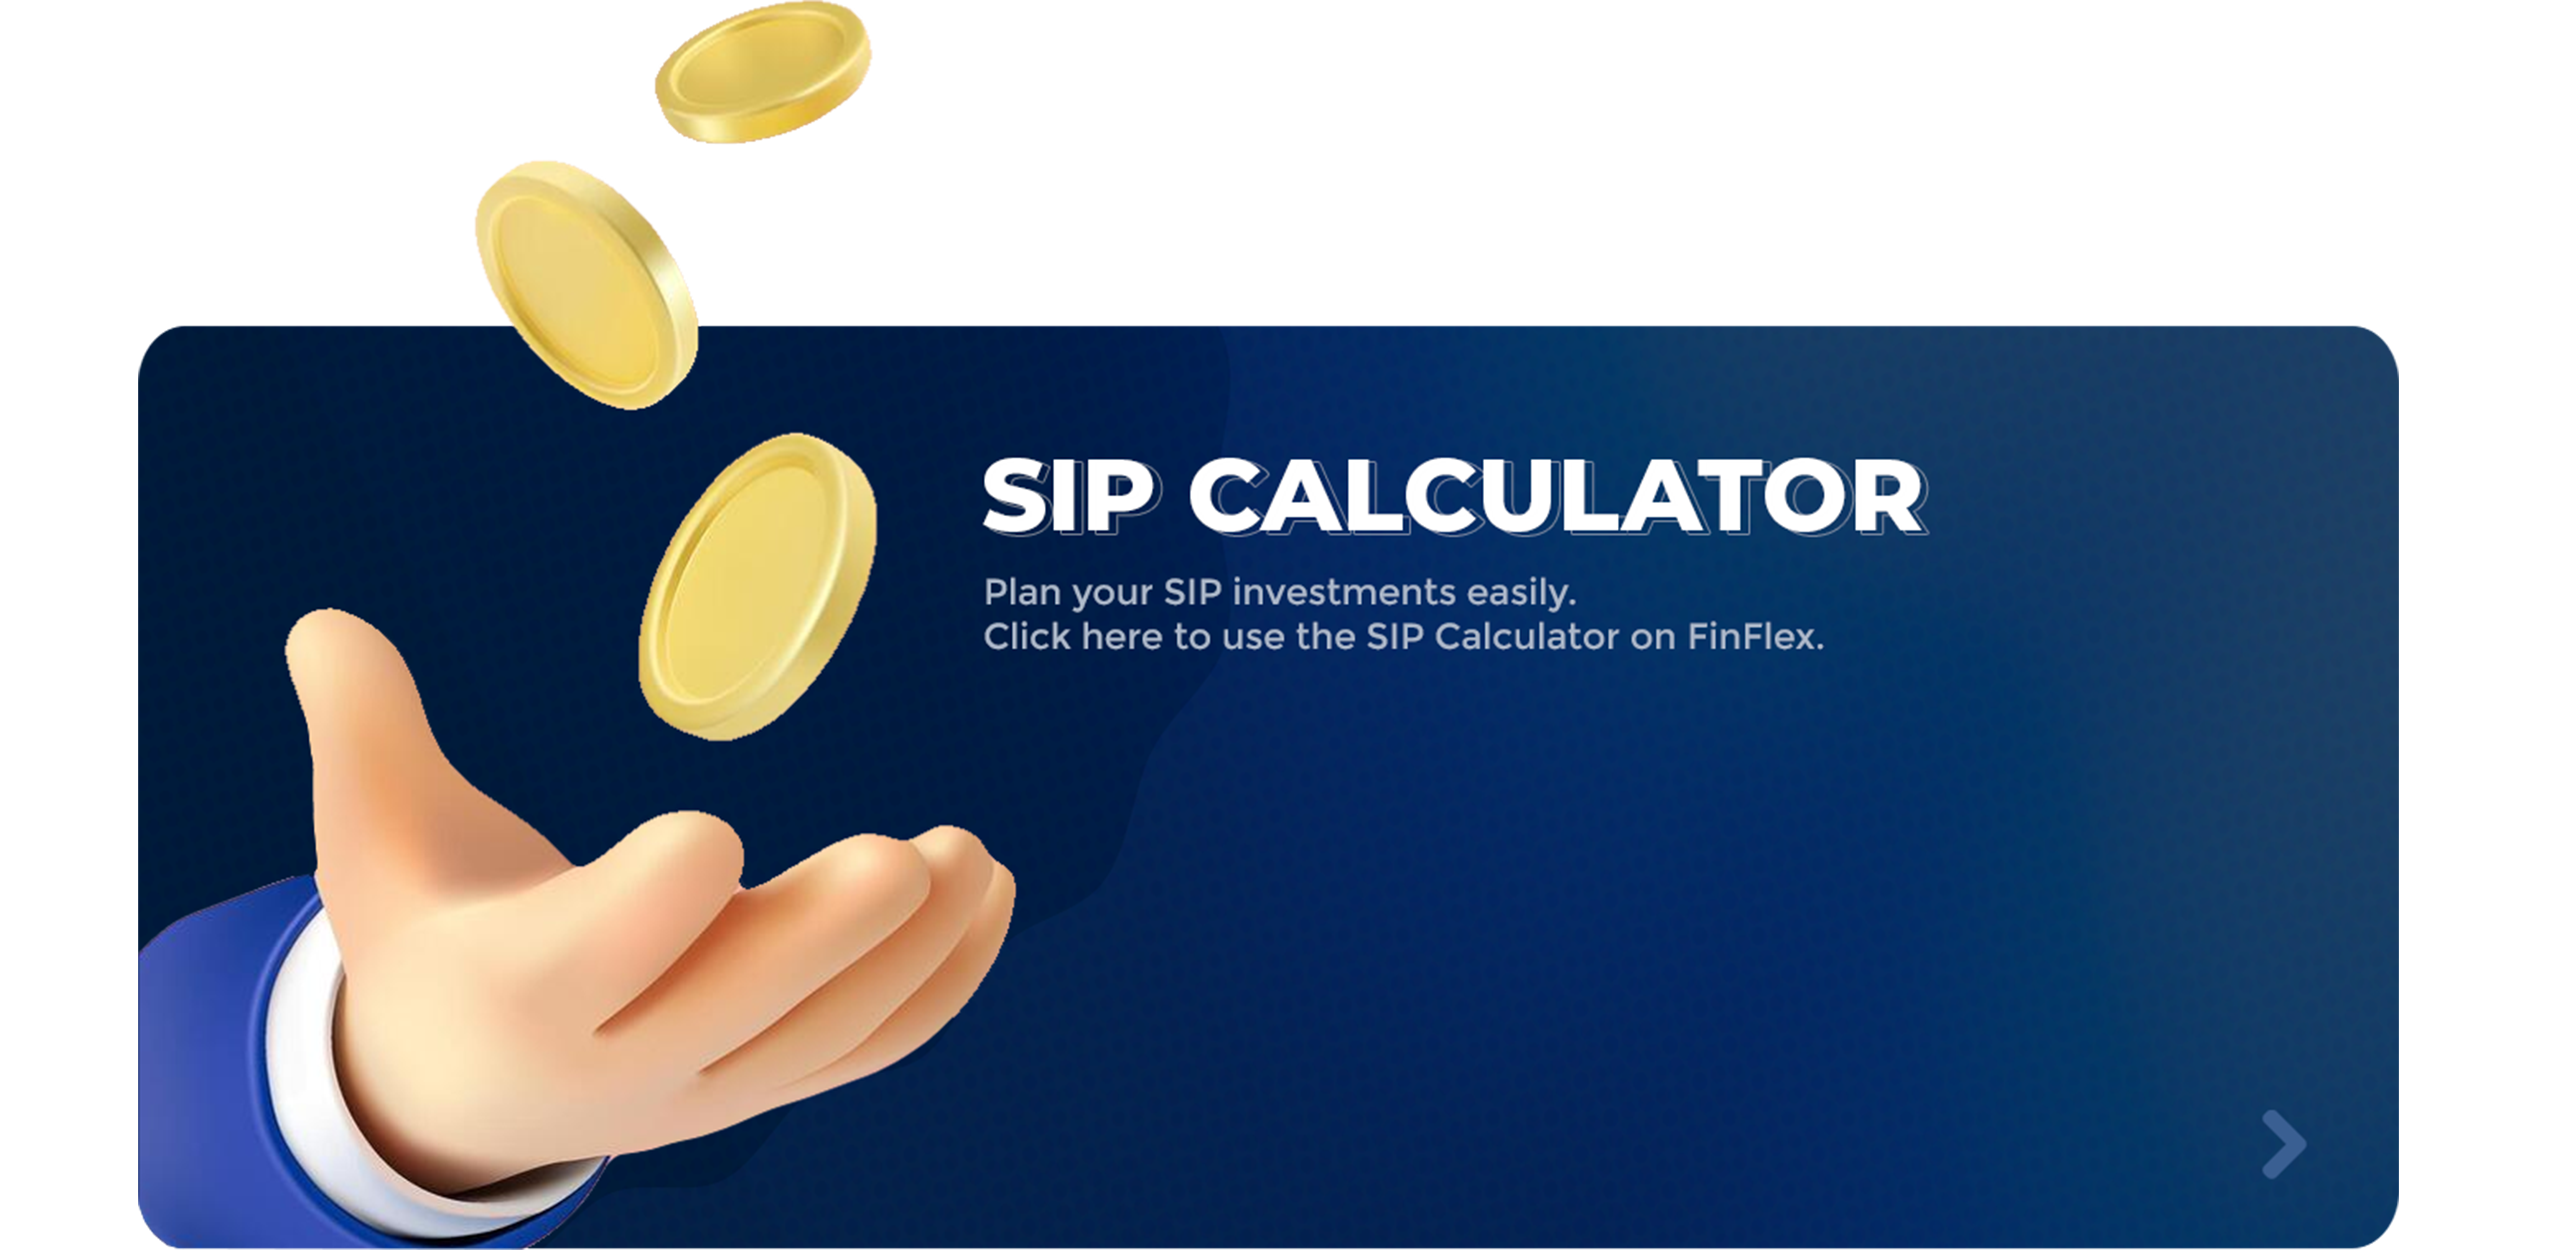 SIP CALCULATOR
Plan your SIP investments easily.
Click here to use the SIP Calculator on FinFlex.